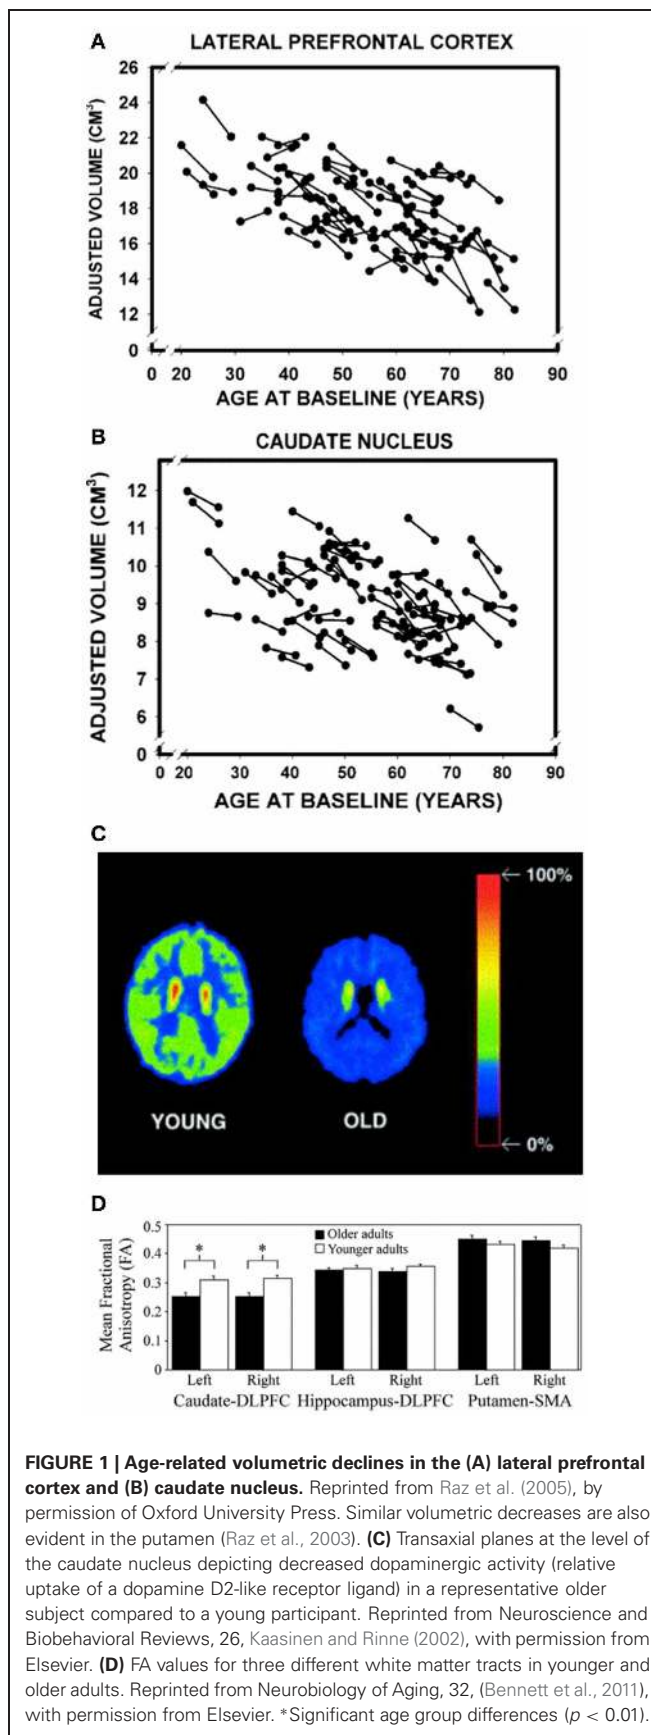 A
LATERAL PREFRONTAL CORTEX
ADJUSTED VOLUME (CM³)
26
24
22
20
18
16
14
12
0
0 20 30 40 50 60 70 80 90
AGE AT BASELINE (YEARS)
B
CAUDATE NUCLEUS
ADJUSTED VOLUME (CM³)
12
11
10
9
8
7
6
0
0 20 30 40 50 60 70 80 90
AGE AT BASELINE (YEARS)
C
100%
YOUNG
OLD
0%
D
Mean Fractional
Anisotropy (FA)
0.5
0.4
0.3
0.2
0.1
0
Older adults
Younger adults
* *
Left Right Left Right Left Right
Caudate-DLPFC Hippocampus-DLPFC Putamen-SMA
FIGURE 1 | Age-related volumetric declines in the (A) lateral prefrontal
cortex and (B) caudate nucleus. Reprinted from Raz et al. (2005), by
permission of Oxford University Press. Similar volumetric decreases are also
evident in the putamen (Raz et al., 2003). (C) Transaxial planes at the level of
the caudate nucleus depicting decreased dopaminergic activity (relative
uptake of a dopamine D2-like receptor ligand) in a representative older
subject compared to a young participant. Reprinted from Neuroscience and
Biobehavioral Reviews, 26, Kaasinen and Rinne (2002), with permission from
Elsevier. (D) FA values for three different white matter tracts in younger and
older adults. Reprinted from Neurobiology of Aging, 32, (Bennett et al., 2011),
with permission from Elsevier. *Significant age group differences (p < 0.01).